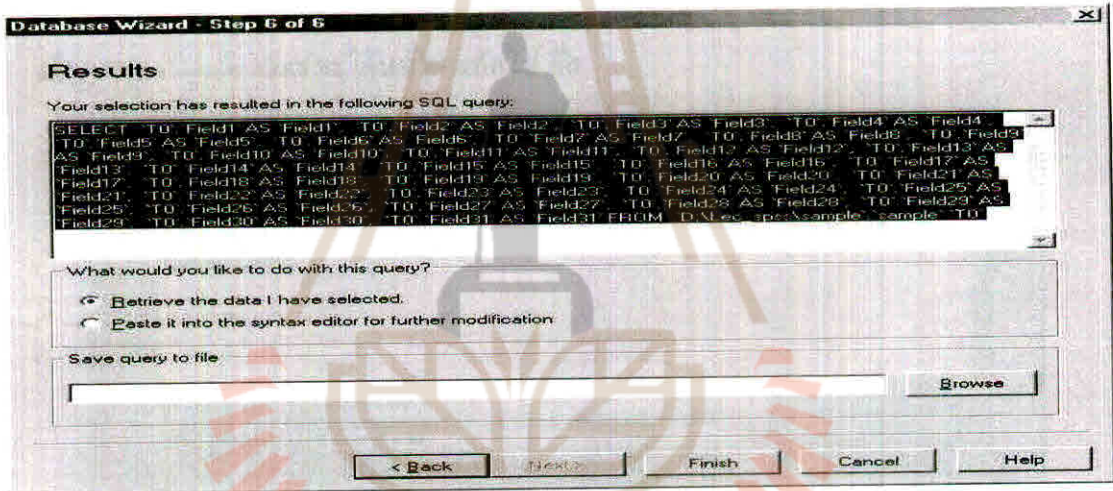 Database Wizard - Step 6 of 6
Results
Your selection has resulted in the following SQL query:
SELECT `T0`.`Field1` AS `Field1`, `T0`.`Field2` AS `Field2`, `T0`.`Field3` AS `Field3`, `T0`.`Field4` AS `Field4`,
`T0`.`Field5` AS `Field5`, `T0`.`Field6` AS `Field6`, `T0`.`Field7` AS `Field7`, `T0`.`Field8` AS `Field8`, `T0`.`Field9`
AS `Field9`, `T0`.`Field10` AS `Field10`, `T0`.`Field11` AS `Field11`, `T0`.`Field12` AS `Field12`, `T0`.`Field13` AS
`Field13`, `T0`.`Field14` AS `Field14`, `T0`.`Field15` AS `Field15`, `T0`.`Field16` AS `Field16`, `T0`.`Field17` AS
`Field17`, `T0`.`Field18` AS `Field18`, `T0`.`Field19` AS `Field19`, `T0`.`Field20` AS `Field20`, `T0`.`Field21` AS
`Field21`, `T0`.`Field22` AS `Field22`, `T0`.`Field23` AS `Field23`, `T0`.`Field24` AS `Field24`, `T0`.`Field25` AS
`Field25`, `T0`.`Field26` AS `Field26`, `T0`.`Field27` AS `Field27`, `T0`.`Field28` AS `Field28`, `T0`.`Field29` AS
`Field29`, `T0`.`Field30` AS `Field30`, `T0`.`Field31` AS `Field31` FROM `D:\Lec_spss\sample`.`sample` `T0`
What would you like to do with this query?
Retrieve the data I have selected.
Paste it into the syntax editor for further modification
Save query to file
Browse
< Back
Next >
Finish
Cancel
Help